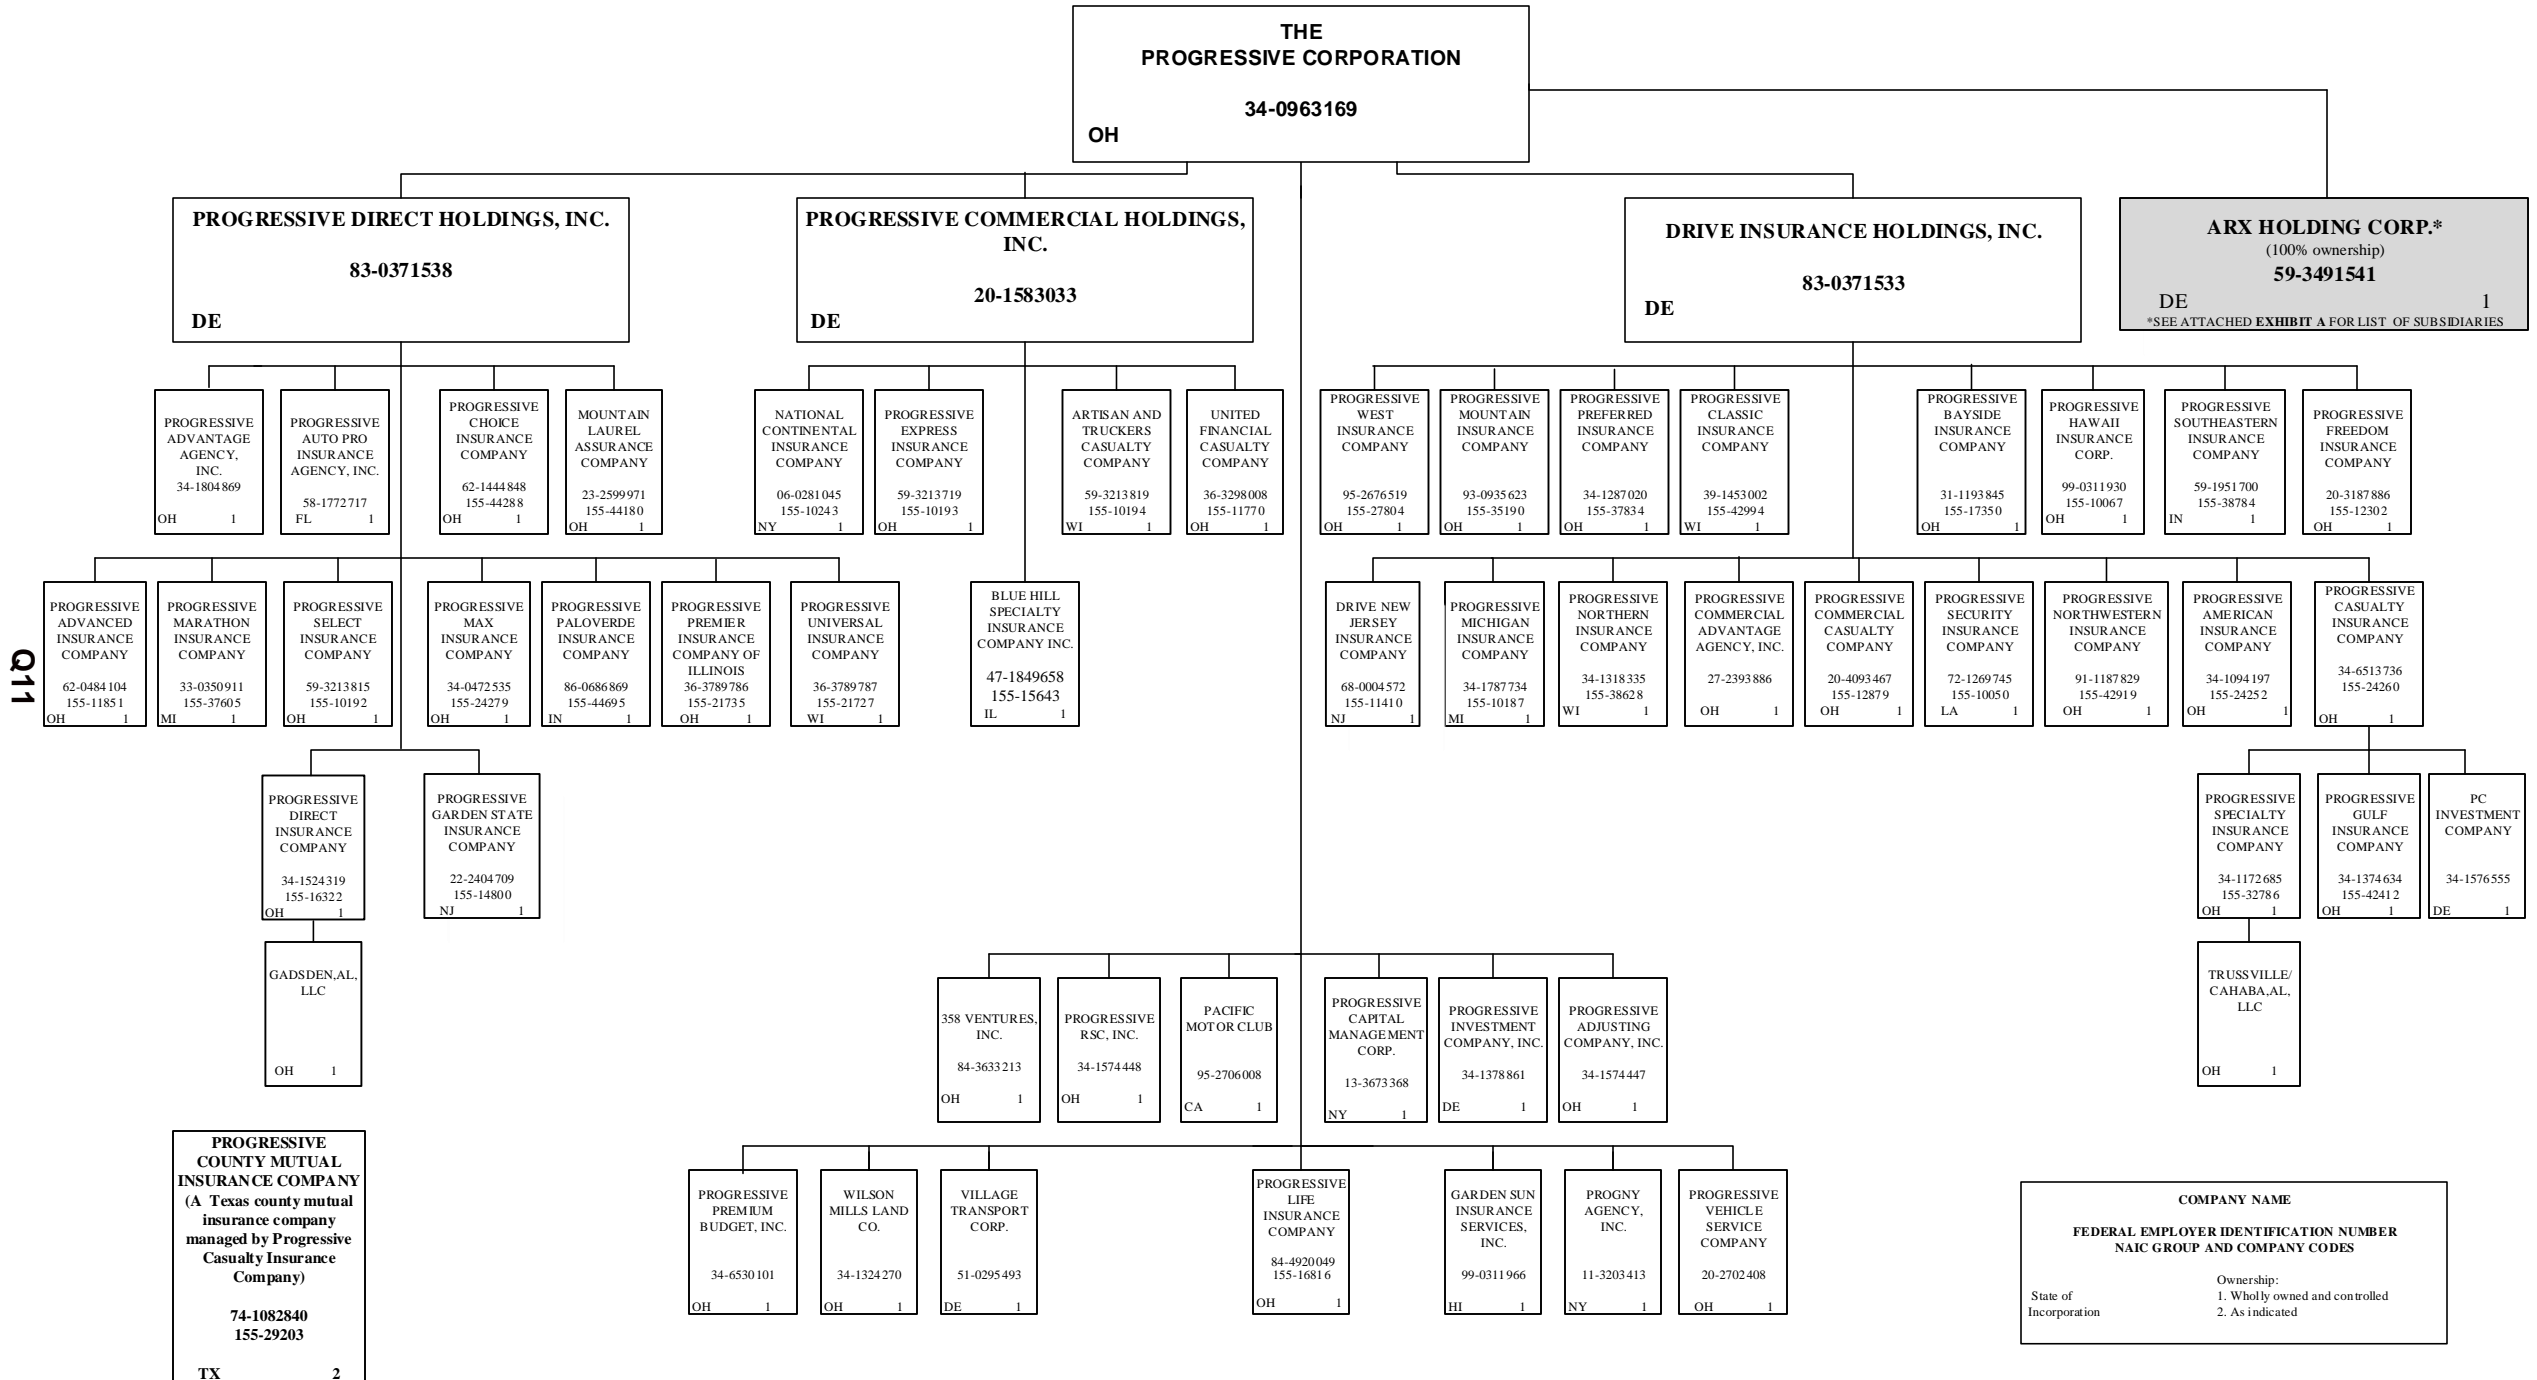 THE
PROGRESSIVE CORPORATION
34-0963169
OH
PROGRESSIVE DIRECT HOLDINGS, INC.
83-0371538
DE
PROGRESSIVE COMMERCIAL HOLDINGS,
INC.
20-1583033
DE
DRIVE INSURANCE HOLDINGS, INC.
83-0371533
DE
ARX HOLDING CORP.*
(100% ownership)
59-3491541
DE 1
*SEE ATTACHED EXHIBIT A FOR LIST OF SUBSIDIARIES
PROGRESSIVE
ADVANTAGE
AGENCY,
INC.
34-1804869
OH 1
PROGRESSIVE
AUTO PRO
INSURANCE
AGENCY, INC.
58-1772717
FL 1
PROGRESSIVE
CHOICE
INSURANCE
COMPANY
62-1444848
155-44288
OH 1
MOUNTAIN
LAUREL
ASSURANCE
COMPANY
23-2599971
155-44180
OH 1
NATIONAL
CONTINENTAL
INSURANCE
COMPANY
06-0281045
155-10243
NY 1
PROGRESSIVE
EXPRESS
INSURANCE
COMPANY
59-3213719
155-10193
OH 1
ARTISAN AND
TRUCKERS
CASUALTY
COMPANY
59-3213819
155-10194
WI 1
UNITED
FINANCIAL
CASUALTY
COMPANY
36-3298008
155-11770
OH 1
PROGRESSIVE
WEST
INSURANCE
COMPANY
95-2676519
155-27804
OH 1
PROGRESSIVE
MOUNTAIN
INSURANCE
COMPANY
93-0935623
155-35190
OH 1
PROGRESSIVE
PREFERRED
INSURANCE
COMPANY
34-1287020
155-37834
OH 1
PROGRESSIVE
CLASSIC
INSURANCE
COMPANY
39-1453002
155-42994
WI 1
PROGRESSIVE
BAYSIDE
INSURANCE
COMPANY
31-1193845
155-17350
OH 1
PROGRESSIVE
HAWAII
INSURANCE
CORP.
99-0311930
155-10067
OH 1
PROGRESSIVE
SOUTHEASTERN
INSURANCE
COMPANY
59-1951700
155-38784
IN 1
PROGRESSIVE
FREEDOM
INSURANCE
COMPANY
20-3187886
155-12302
OH 1
Q11
PROGRESSIVE
ADVANCED
INSURANCE
COMPANY
62-0484104
155-11851
OH 1
PROGRESSIVE
MARATHON
INSURANCE
COMPANY
33-0350911
155-37605
MI 1
PROGRESSIVE
SELECT
INSURANCE
COMPANY
59-3213815
155-10192
OH 1
PROGRESSIVE
MAX
INSURANCE
COMPANY
34-0472535
155-24279
OH 1
PROGRESSIVE
PALOVERDE
INSURANCE
COMPANY
86-0686869
155-44695
IN 1
PROGRESSIVE
PREMIER
INSURANCE
COMPANY OF
ILLINOIS
36-3789786
155-21735
OH 1
PROGRESSIVE
UNIVERSAL
INSURANCE
COMPANY
36-3789787
155-21727
WI 1
BLUE HILL
SPECIALTY
INSURANCE
COMPANY INC.
47-1849658
155-15643
IL 1
DRIVE NEW
JERSEY
INSURANCE
COMPANY
68-0004572
155-11410
NJ 1
PROGRESSIVE
MICHIGAN
INSURANCE
COMPANY
34-1787734
155-10187
MI 1
PROGRESSIVE
NORTHERN
INSURANCE
COMPANY
34-1318335
155-38628
WI 1
PROGRESSIVE
COMMERCIAL
ADVANTAGE
AGENCY, INC.
27-2393886
OH 1
PROGRESSIVE
COMMERCIAL
CASUALTY
COMPANY
20-4093467
155-12879
OH 1
PROGRESSIVE
SECURITY
INSURANCE
COMPANY
72-1269745
155-10050
LA 1
PROGRESSIVE
NORTHWESTERN
INSURANCE
COMPANY
91-1187829
155-42919
OH 1
PROGRESSIVE
AMERICAN
INSURANCE
COMPANY
34-1094197
155-24252
OH 1
PROGRESSIVE
CASUALTY
INSURANCE
COMPANY
34-6513736
155-24260
OH 1
PROGRESSIVE
DIRECT
INSURANCE
COMPANY
34-1524319
155-16322
OH 1
PROGRESSIVE
GARDEN STATE
INSURANCE
COMPANY
22-2404709
155-14800
NJ 1
PROGRESSIVE
SPECIALTY
INSURANCE
COMPANY
34-1172685
155-32786
OH 1
PROGRESSIVE
GULF
INSURANCE
COMPANY
34-1374634
155-42412
OH 1
PC
INVESTMENT
COMPANY
34-1576555
DE 1
GADSDEN,AL,
LLC
OH 1
358 VENTURES,
INC.
84-3633213
OH 1
PROGRESSIVE
RSC, INC.
34-1574448
OH 1
PACIFIC
MOTOR CLUB
95-2706008
CA 1
PROGRESSIVE
CAPITAL
MANAGEMENT
CORP.
13-3673368
NY 1
PROGRESSIVE
INVESTMENT
COMPANY, INC.
34-1378861
DE 1
PROGRESSIVE
ADJUSTING
COMPANY, INC.
34-1574447
OH 1
TRUSSVILLE/
CAHABA,AL,
LLC
OH 1
PROGRESSIVE
COUNTY MUTUAL
INSURANCE COMPANY
(A Texas county mutual
insurance company
managed by Progressive
Casualty Insurance
Company)
74-1082840
155-29203
TX 2
PROGRESSIVE
PREMIUM
BUDGET, INC.
34-6530101
OH 1
WILSON
MILLS LAND
CO.
34-1324270
OH 1
VILLAGE
TRANSPORT
CORP.
51-0295493
DE 1
PROGRESSIVE
LIFE
INSURANCE
COMPANY
84-4920049
155-16816
OH 1
GARDEN SUN
INSURANCE
SERVICES,
INC.
99-0311966
HI 1
PROGNY
AGENCY,
INC.
11-3203413
NY 1
PROGRESSIVE
VEHICLE
SERVICE
COMPANY
20-2702408
OH 1
COMPANY NAME
FEDERAL EMPLOYER IDENTIFICATION NUMBER
NAIC GROUP AND COMPANY CODES
Ownership:
State of 1. Wholly owned and controlled
Incorporation 2. As indicated